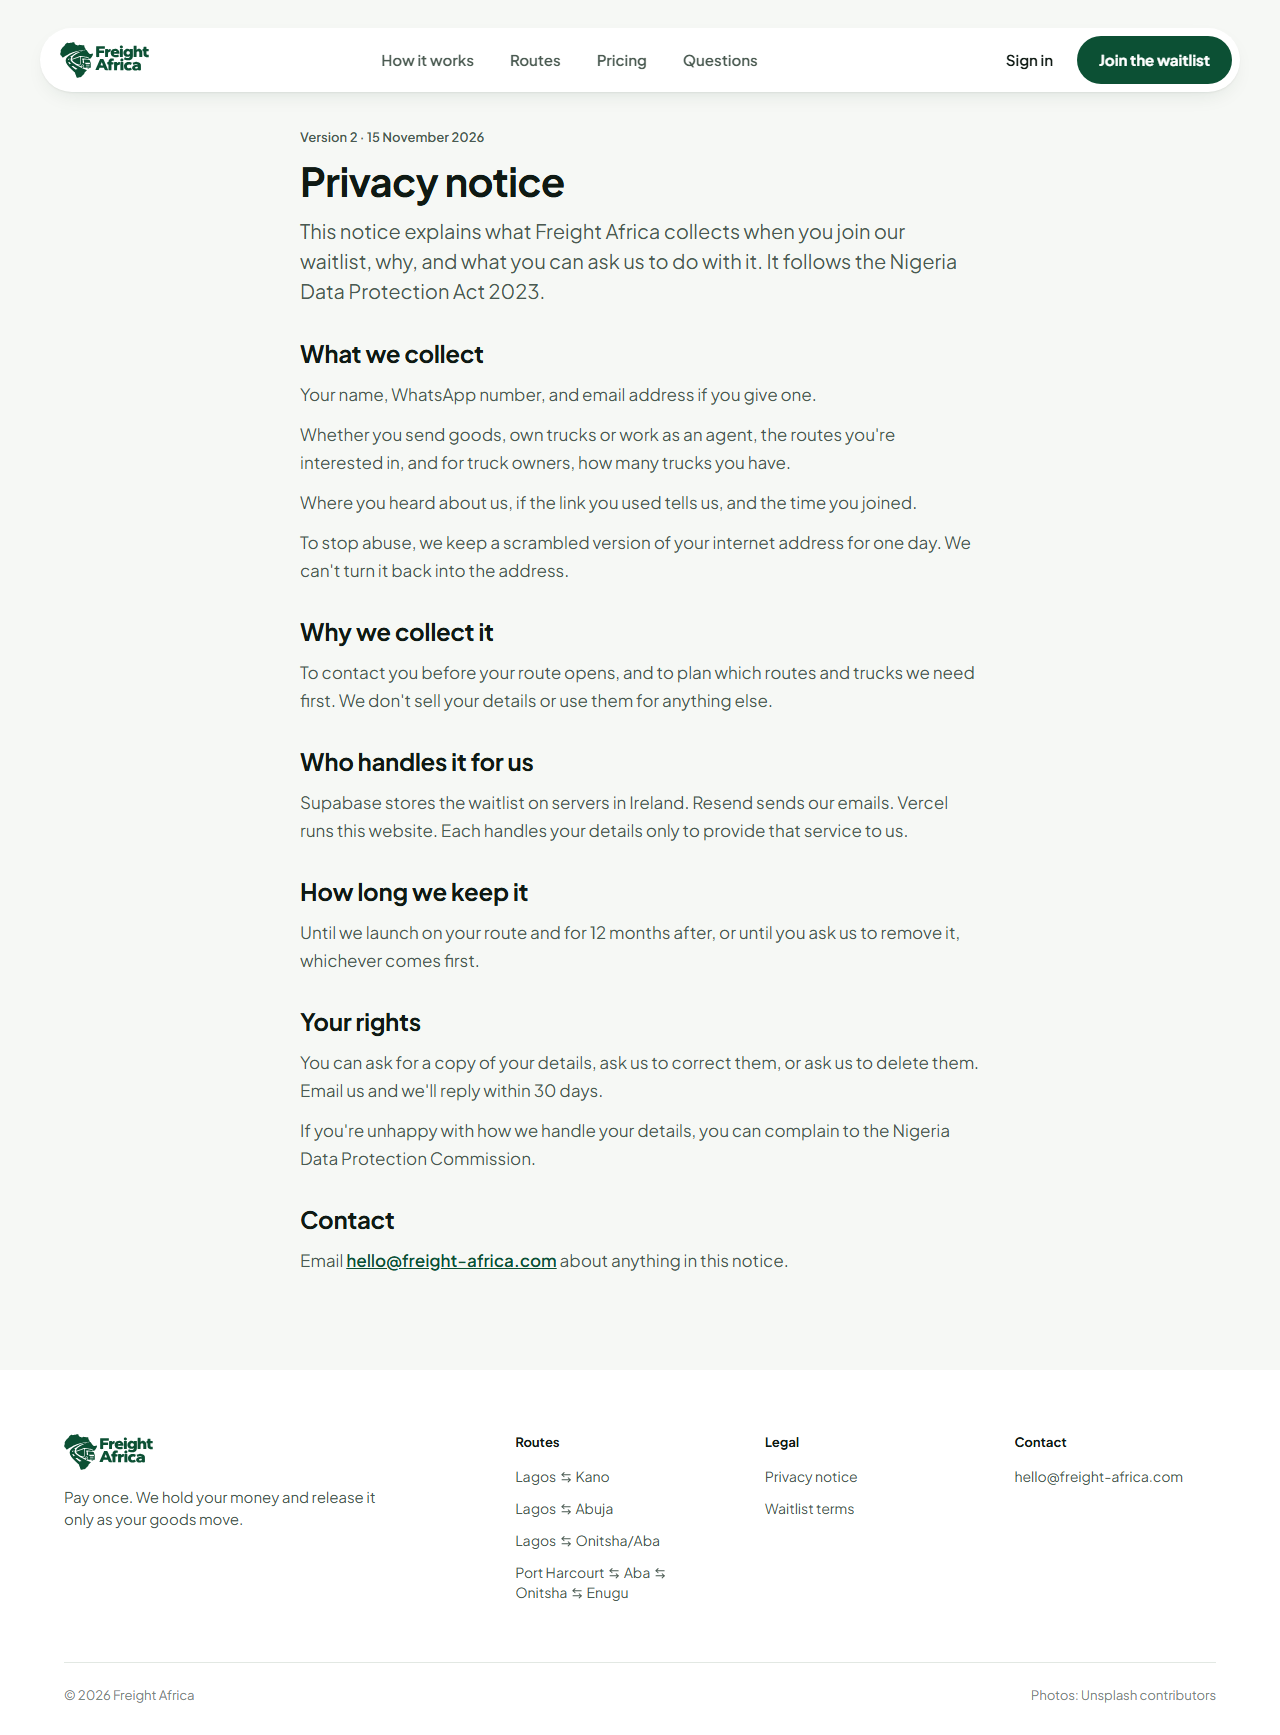 Freight
Africa
How it works
Routes
Pricing
Questions
Sign in
Join the waitlist
Version 2 · 15 November 2026
Privacy notice
This notice explains what Freight Africa collects when you join our
waitlist, why, and what you can ask us to do with it. It follows the Nigeria
Data Protection Act 2023.
What we collect
Your name, WhatsApp number, and email address if you give one.
Whether you send goods, own trucks or work as an agent, the routes you're
interested in, and for truck owners, how many trucks you have.
Where you heard about us, if the link you used tells us, and the time you joined.
To stop abuse, we keep a scrambled version of your internet address for one day. We
can't turn it back into the address.
Why we collect it
To contact you before your route opens, and to plan which routes and trucks we need
first. We don't sell your details or use them for anything else.
Who handles it for us
Supabase stores the waitlist on servers in Ireland. Resend sends our emails. Vercel
runs this website. Each handles your details only to provide that service to us.
How long we keep it
Until we launch on your route and for 12 months after, or until you ask us to remove it,
whichever comes first.
Your rights
You can ask for a copy of your details, ask us to correct them, or ask us to delete them.
Email us and we'll reply within 30 days.
If you're unhappy with how we handle your details, you can complain to the Nigeria
Data Protection Commission.
Contact
Email hello@freight-africa.com about anything in this notice.
Freight
Africa
Pay once. We hold your money and release it
only as your goods move.
Routes
Lagos ⇆ Kano
Lagos ⇆ Abuja
Lagos ⇆ Onitsha/Aba
Port Harcourt ⇆ Aba ⇆
Onitsha ⇆ Enugu
Legal
Privacy notice
Waitlist terms
Contact
hello@freight-africa.com
© 2026 Freight Africa
Photos: Unsplash contributors